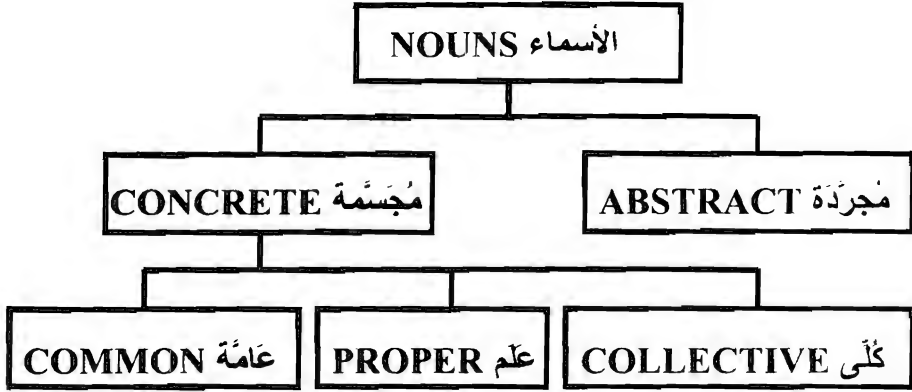 NOUNS الأسماء
CONCRETE مُجَسَّمة
ABSTRACT مُجرَّدَة
COMMON عَامَّة
PROPER عَلَم
COLLECTIVE كُلَّى